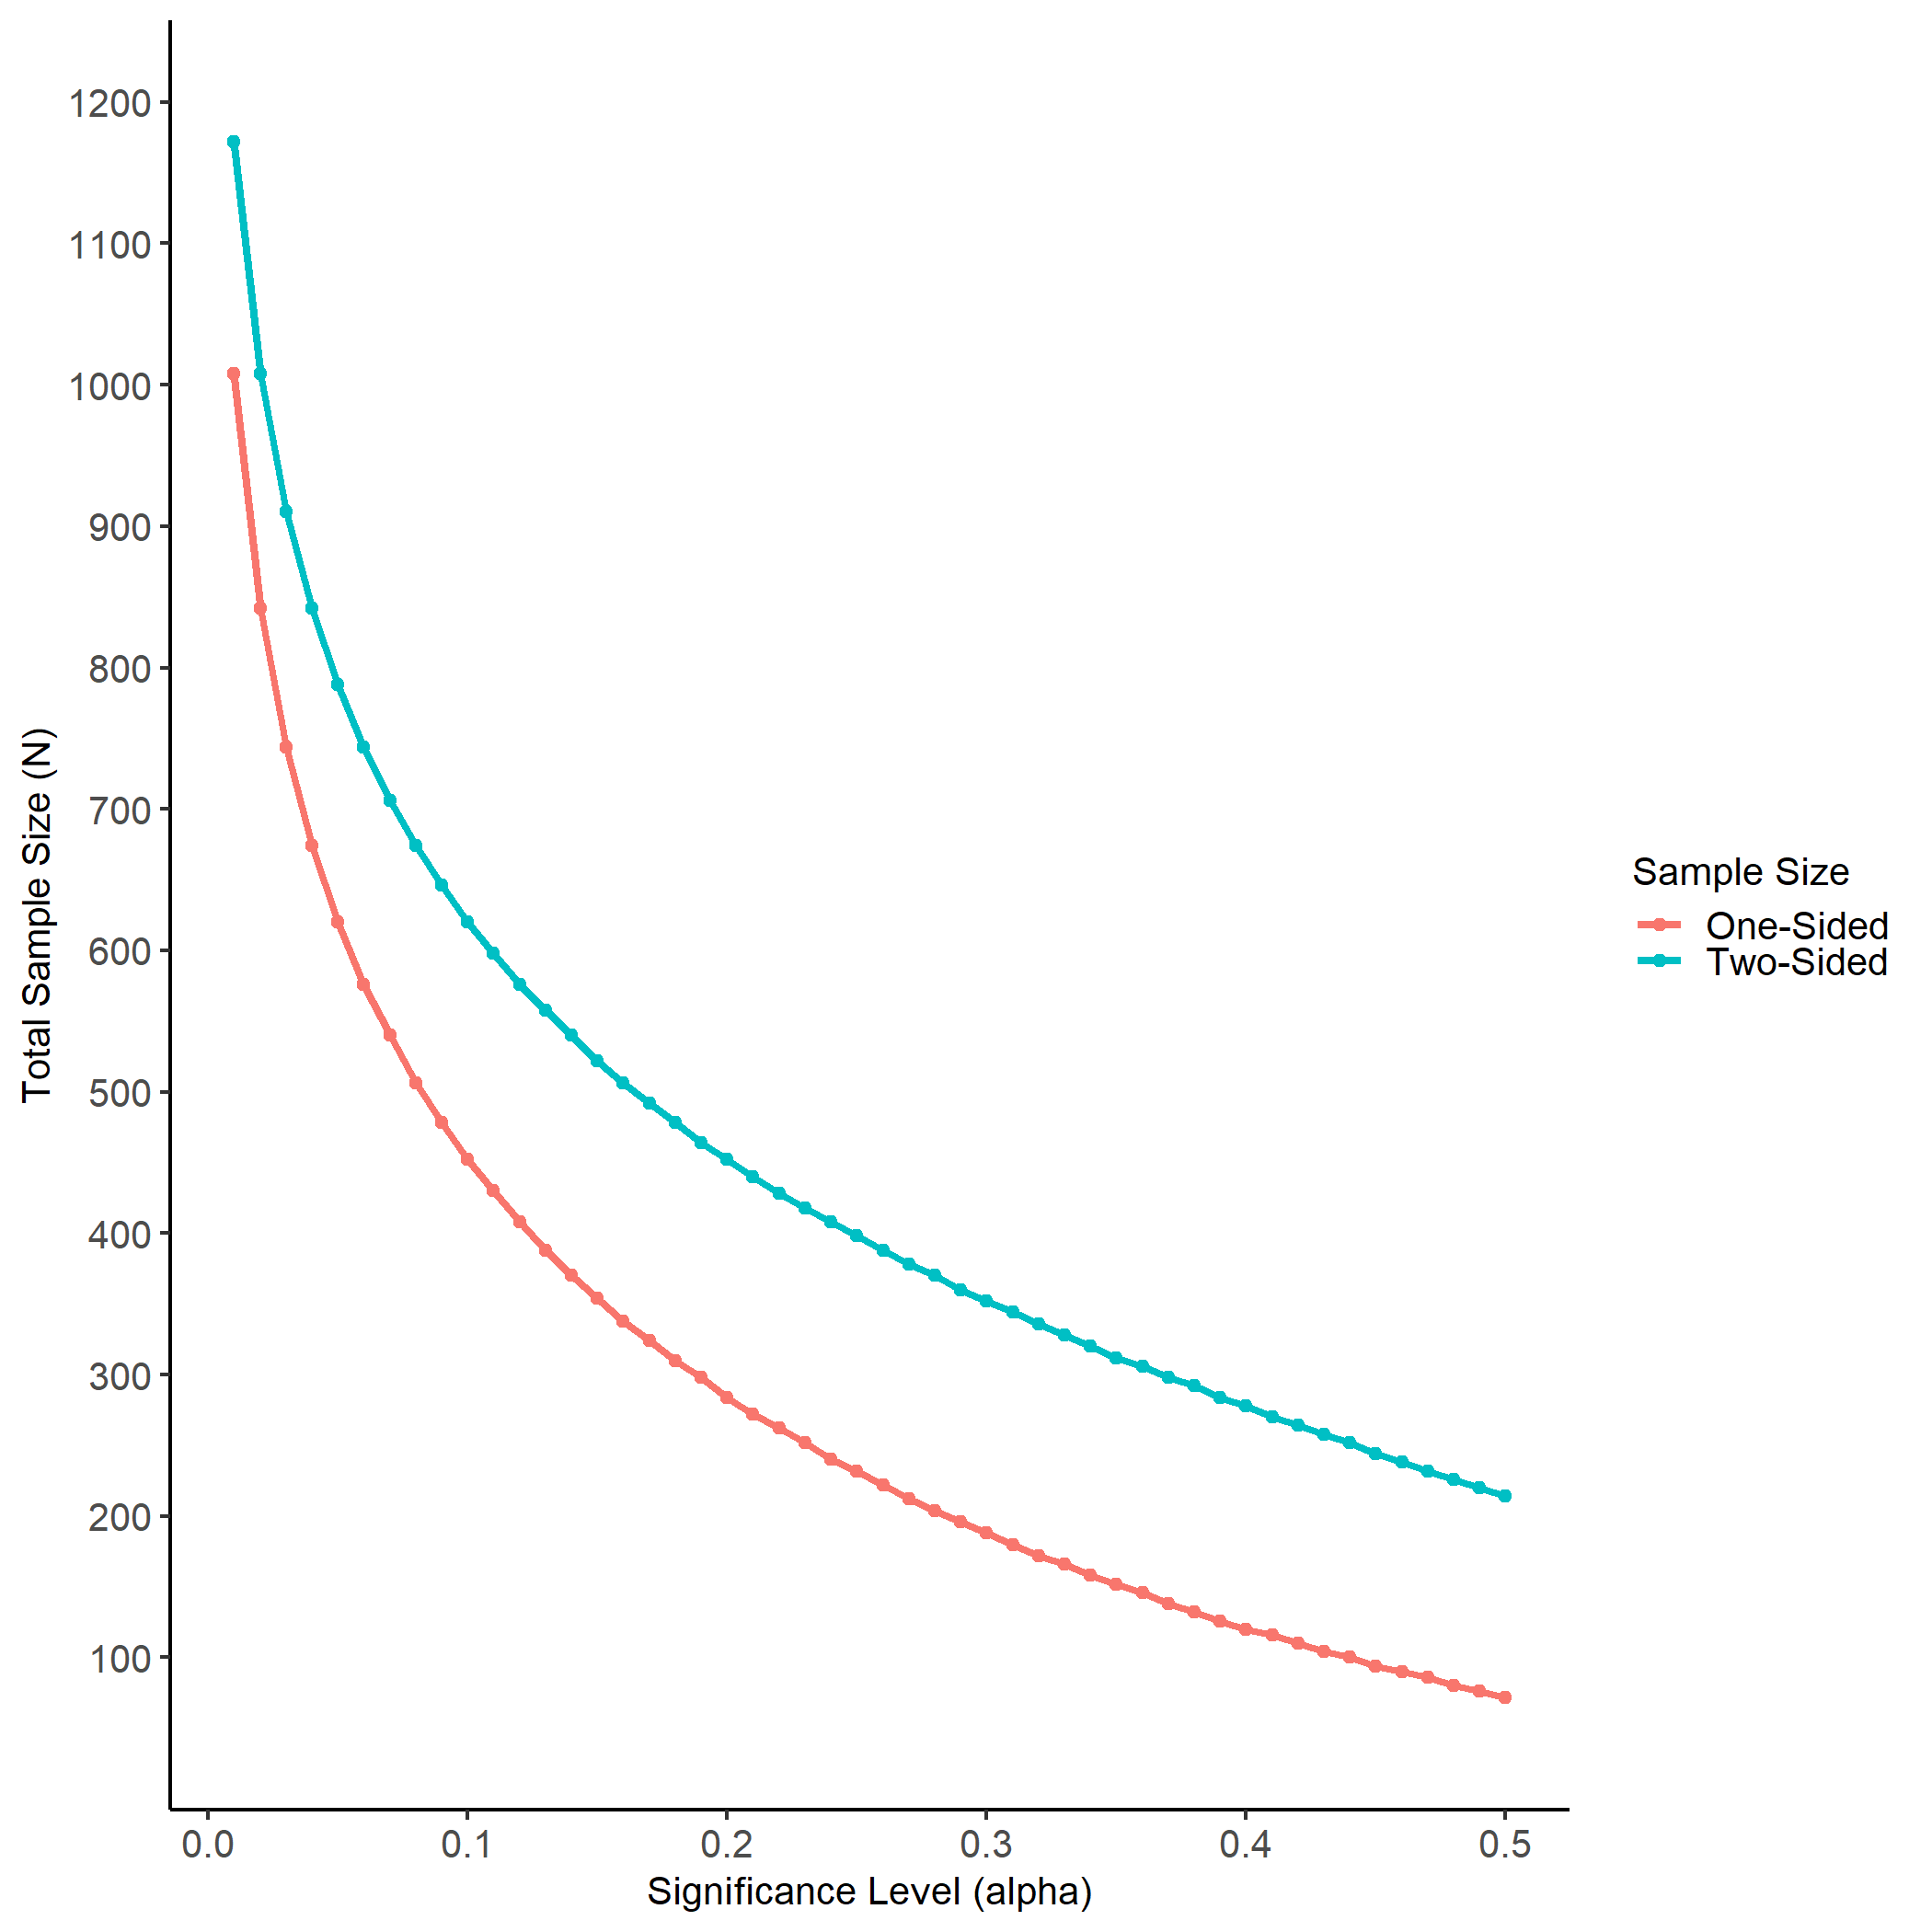 1200
1100
1000
900
800
700
600
500
400
300
200
100
Total Sample Size (N)
0.0 0.1 0.2 0.3 0.4 0.5
Significance Level (alpha)
Sample Size
One-Sided
Two-Sided